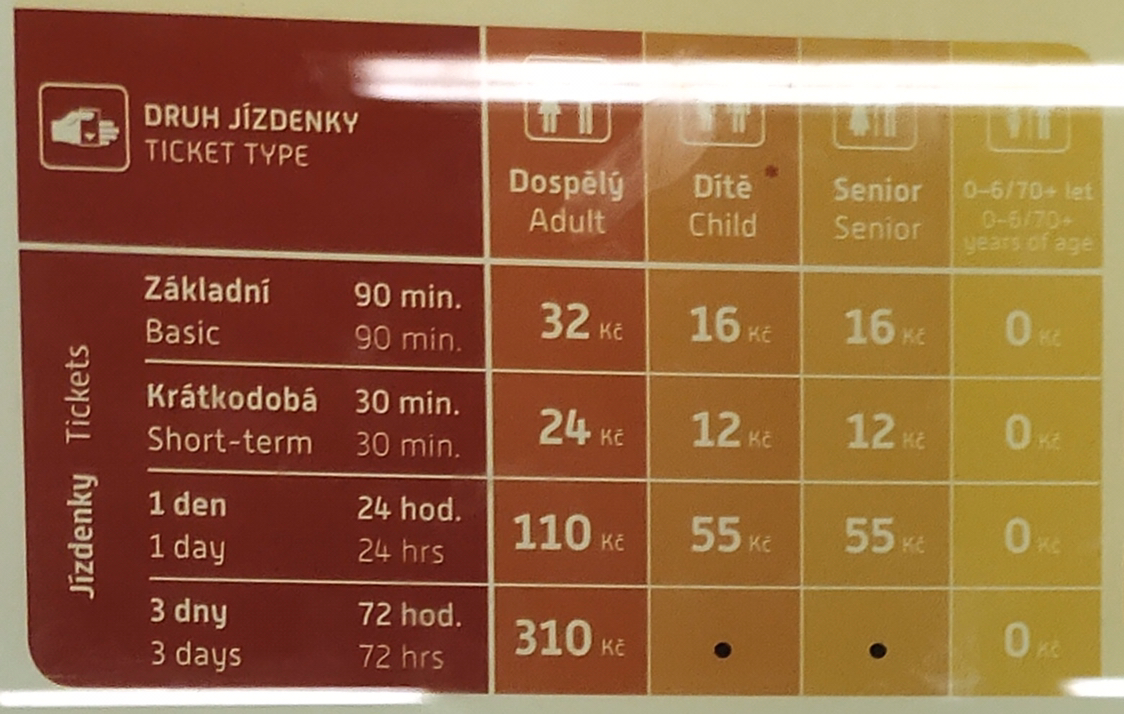 DRUH JÍZDENKY
TICKET TYPE
Dospělý
Adult
Dítě *
Child
Senior
Senior
0-6/70+ let
0-6/70+
years of age
Jízdenky Tickets
Základní 90 min.
Basic 90 min.
32 Kč 16 Kč 16 Kč 0 Kč
Krátkodobá 30 min.
Short-term 30 min.
24 Kč 12 Kč 12 Kč 0 Kč
1 den 24 hod.
1 day 24 hrs
110 Kč 55 Kč 55 Kč 0 Kč
3 dny 72 hod.
3 days 72 hrs
310 Kč • • 0 Kč